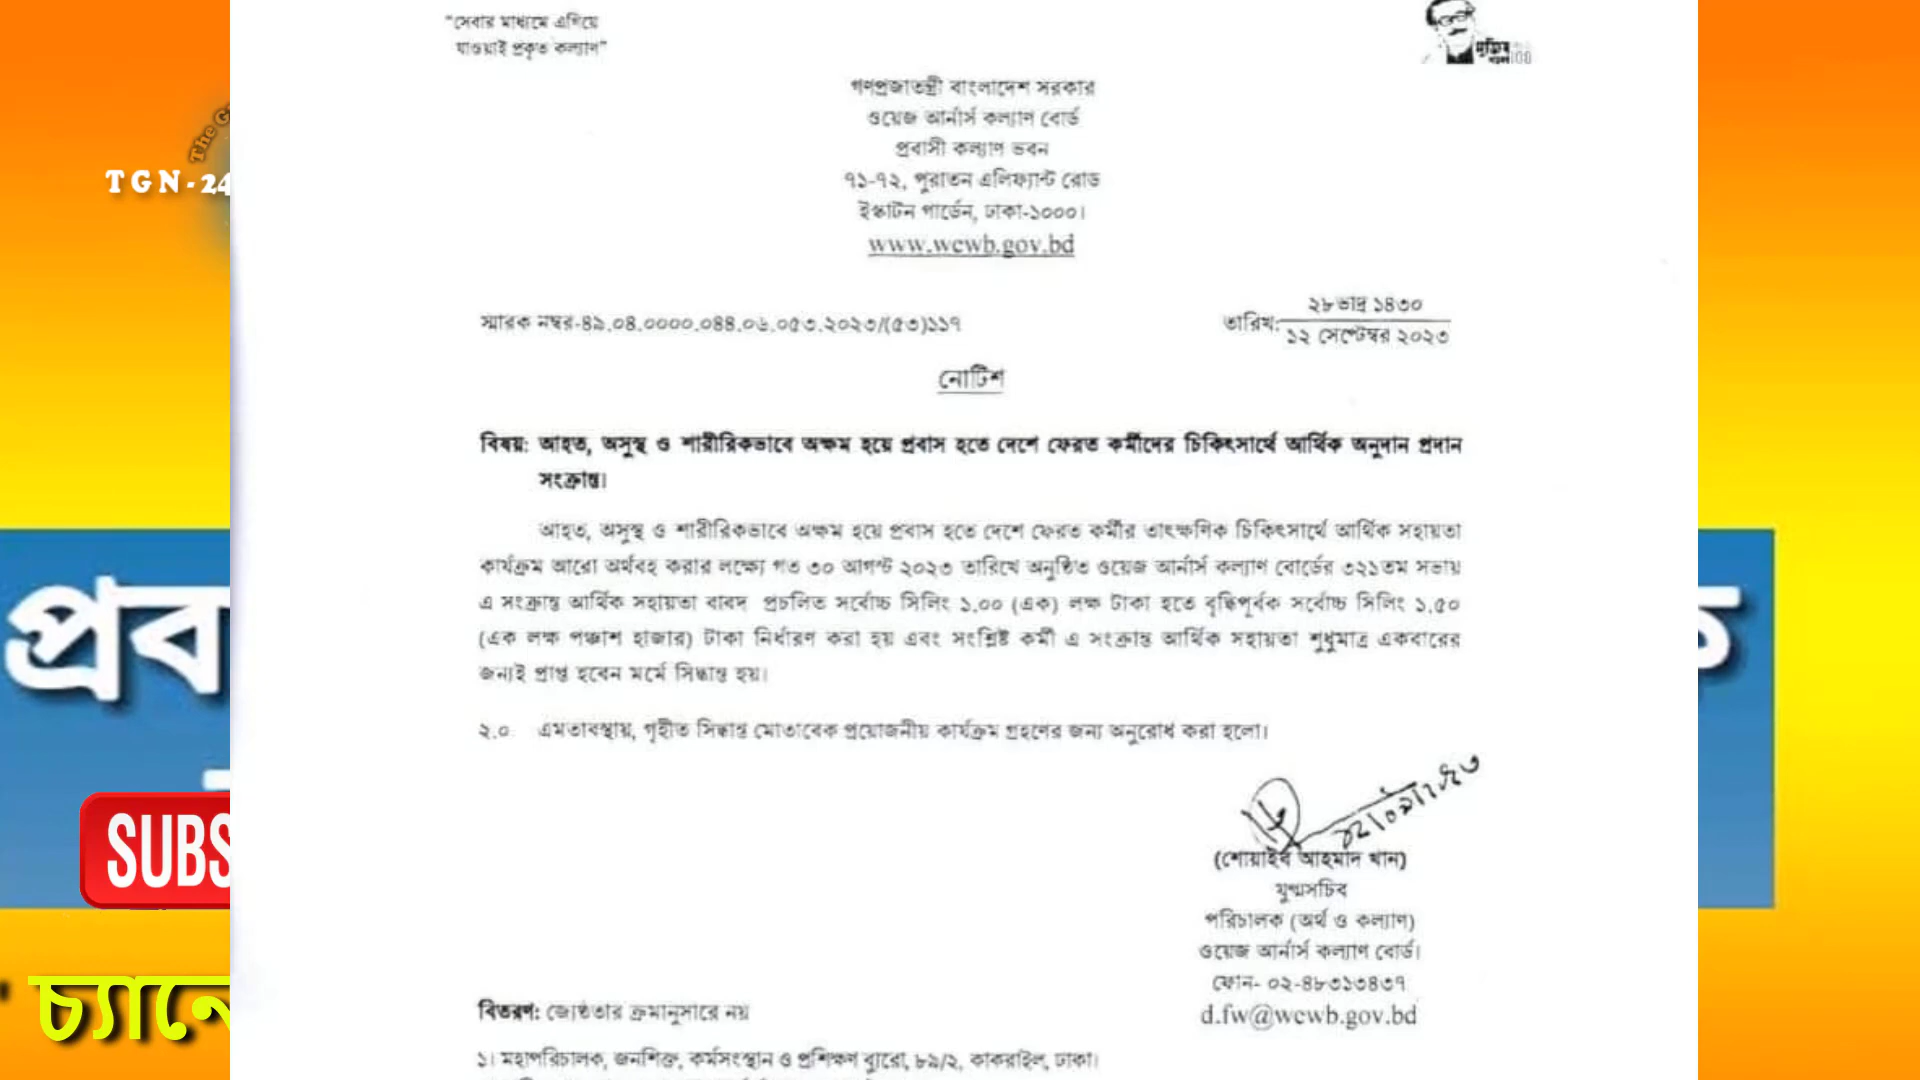 "সেবার মাধ্যমে এগিয়ে
যাওয়াই প্রকৃত কল্যাণ"
মুজিব
100
গণপ্রজাতন্ত্রী বাংলাদেশ সরকার
ওয়েজ আর্নার্স কল্যাণ বোর্ড
প্রবাসী কল্যাণ ভবন
৭১-৭২, পুরাতন এলিফ্যান্ট রোড
ইস্কাটন গার্ডেন, ঢাকা-১০০০।
www.wewb.gov.bd
The G
TGN-24
স্মারক নম্বর-৪৯.০৪.০০০০.০৪৪.০৬.০৫৩.২০২৩/(৫৩)১১৭
তারিখ:
২৮ভাদ্র ১৪৩০
১২ সেপ্টেম্বর ২০২৩
নোটিশ
বিষয়: আহত, অসুস্থ ও শারীরিকভাবে অক্ষম হয়ে প্রবাস হতে দেশে ফেরত কর্মীদের চিকিৎসার্থে আর্থিক অনুদান প্রদান
সংক্রান্ত।
আহত, অসুস্থ ও শারীরিকভাবে অক্ষম হয়ে প্রবাস হতে দেশে ফেরত কর্মীর তাৎক্ষণিক চিকিৎসার্থে আর্থিক সহায়তা
কার্যক্রম আরো অর্থবহ করার লক্ষ্যে গত ৩০ আগস্ট ২০২৩ তারিখে অনুষ্ঠিত ওয়েজ আর্নার্স কল্যাণ বোর্ডের ৩২১তম সভায়
এ সংক্রান্ত আর্থিক সহায়তা বাবদ প্রচলিত সর্বোচ্চ সিলিং ১.০০ (এক) লক্ষ টাকা হতে বৃদ্ধিপূর্বক সর্বোচ্চ সিলিং ১.৫০
(এক লক্ষ পঞ্চাশ হাজার) টাকা নির্ধারণ করা হয় এবং সংশ্লিষ্ট কর্মী এ সংক্রান্ত আর্থিক সহায়তা শুধুমাত্র একবারের
জন্যই প্রাপ্ত হবেন মর্মে সিদ্ধান্ত হয়।
২.০ এমতাবস্থায়, গৃহীত সিদ্ধান্ত মোতাবেক প্রয়োজনীয় কার্যক্রম গ্রহণের জন্য অনুরোধ করা হলো।
প্রব
SUBS
চ্যানে
(শোয়াইব আহমাদ খান)
যুগ্মসচিব
পরিচালক (অর্থ ও কল্যাণ)
ওয়েজ আর্নার্স কল্যাণ বোর্ড।
ফোন- ০২-৪৮৩১৩৪৩৭
d.fw@wewb.gov.bd
বিতরণ: জ্যেষ্ঠতার ক্রমানুসারে নয়
১। মহাপরিচালক, জনশক্তি, কর্মসংস্থান ও প্রশিক্ষণ ব্যুরো, ৮৯/২, কাকরাইল, ঢাকা।